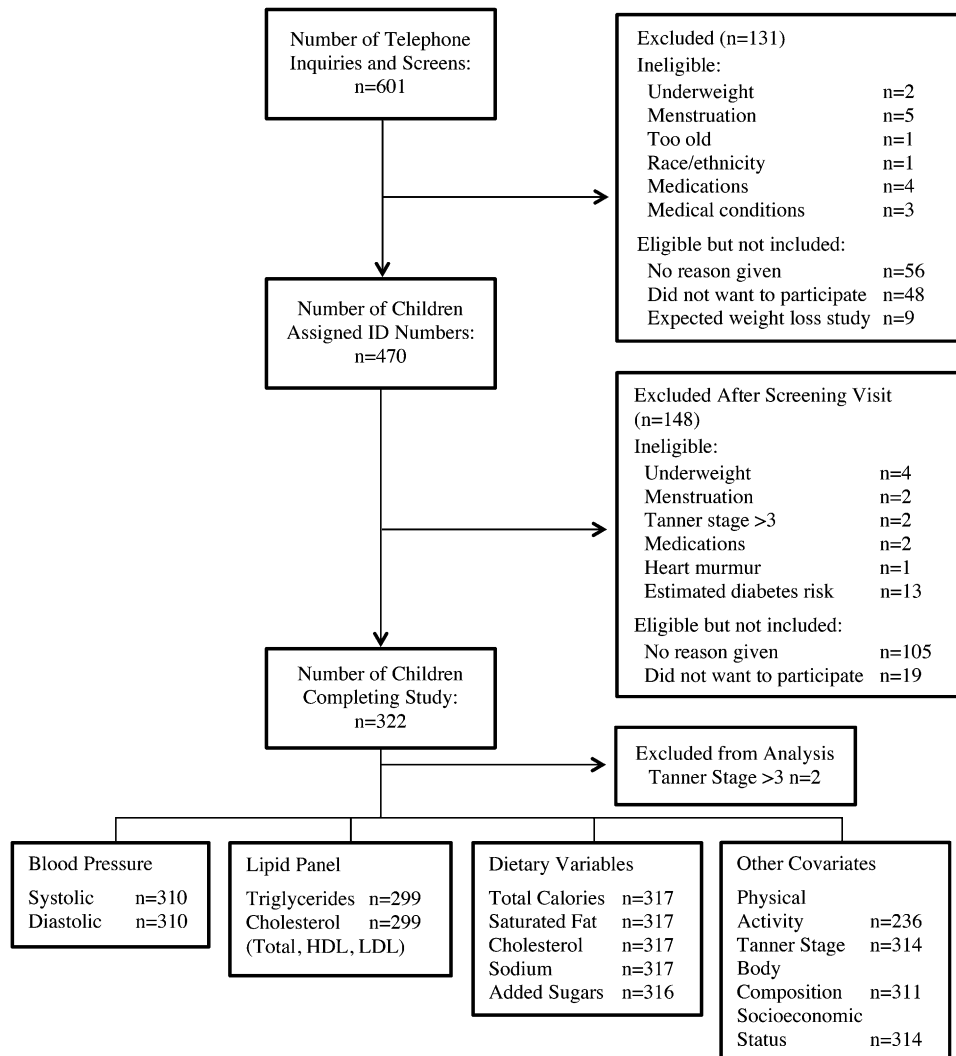 Number of Telephone
Inquiries and Screens:
n=601
Excluded (n=131)
Ineligible:
Underweight n=2
Menstruation n=5
Too old n=1
Race/ethnicity n=1
Medications n=4
Medical conditions n=3
Eligible but not included:
No reason given n=56
Did not want to participate n=48
Expected weight loss study n=9
Number of Children
Assigned ID Numbers:
n=470
Excluded After Screening Visit
(n=148)
Ineligible:
Underweight n=4
Menstruation n=2
Tanner stage >3 n=2
Medications n=2
Heart murmur n=1
Estimated diabetes risk n=13
Eligible but not included:
No reason given n=105
Did not want to participate n=19
Number of Children
Completing Study:
n=322
Excluded from Analysis
Tanner Stage >3 n=2
Blood Pressure
Systolic n=310
Diastolic n=310
Lipid Panel
Triglycerides n=299
Cholesterol n=299
(Total, HDL, LDL)
Dietary Variables
Total Calories n=317
Saturated Fat n=317
Cholesterol n=317
Sodium n=317
Added Sugars n=316
Other Covariates
Physical
Activity n=236
Tanner Stage n=314
Body
Composition n=311
Socioeconomic
Status n=314